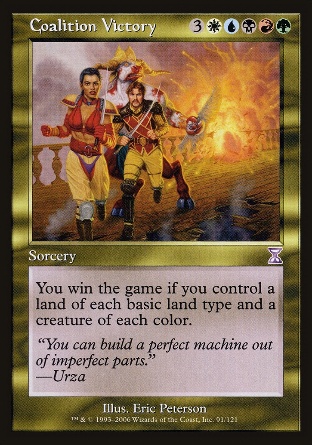 Coalition Victory 3
Sorcery
You win the game if you control a
land of each basic land type and a
creature of each color.
“You can build a perfect machine out
of imperfect parts.”
—Urza
Illus. Eric Peterson
™ & © 1993-2006 Wizards of the Coast, Inc. 91/121